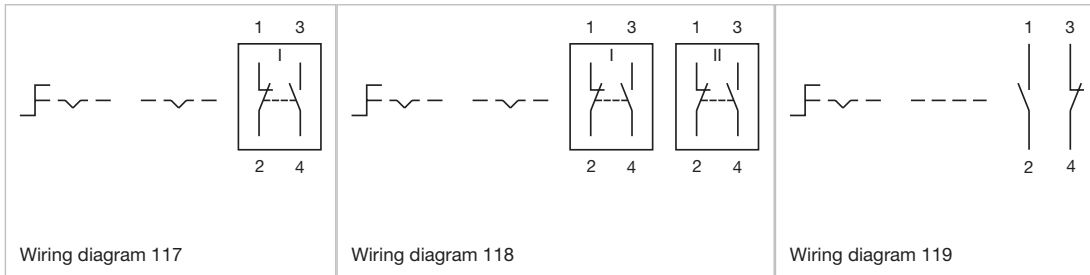 1 3
I
2 4
Wiring diagram 117
1 3 1 3
I II
2 4 2 4
Wiring diagram 118
1 3
2 4
Wiring diagram 119